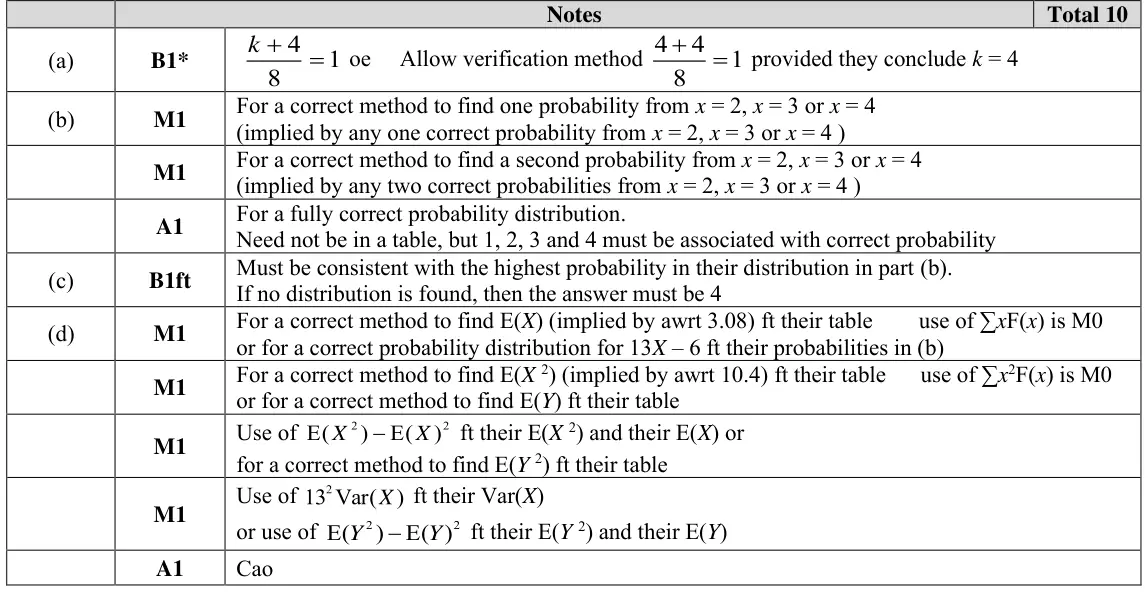 Notes Total 10
(a) B1* (k + 4)/8 = 1 oe Allow verification method (4 + 4)/8 = 1 provided they conclude k = 4
(b) M1 For a correct method to find one probability from x = 2, x = 3 or x = 4
(implied by any one correct probability from x = 2, x = 3 or x = 4 )
M1 For a correct method to find a second probability from x = 2, x = 3 or x = 4
(implied by any two correct probabilities from x = 2, x = 3 or x = 4 )
A1 For a fully correct probability distribution.
Need not be in a table, but 1, 2, 3 and 4 must be associated with correct probability
(c) B1ft Must be consistent with the highest probability in their distribution in part (b).
If no distribution is found, then the answer must be 4
(d) M1 For a correct method to find E(X) (implied by awrt 3.08) ft their table use of ∑xF(x) is M0
or for a correct probability distribution for 13X – 6 ft their probabilities in (b)
M1 For a correct method to find E(X²) (implied by awrt 10.4) ft their table use of ∑x²F(x) is M0
or for a correct method to find E(Y) ft their table
M1 Use of E(X²) – E(X)² ft their E(X²) and their E(X) or
for a correct method to find E(Y²) ft their table
M1 Use of 13²Var(X) ft their Var(X)
or use of E(Y²) – E(Y)² ft their E(Y²) and their E(Y)
A1 Cao